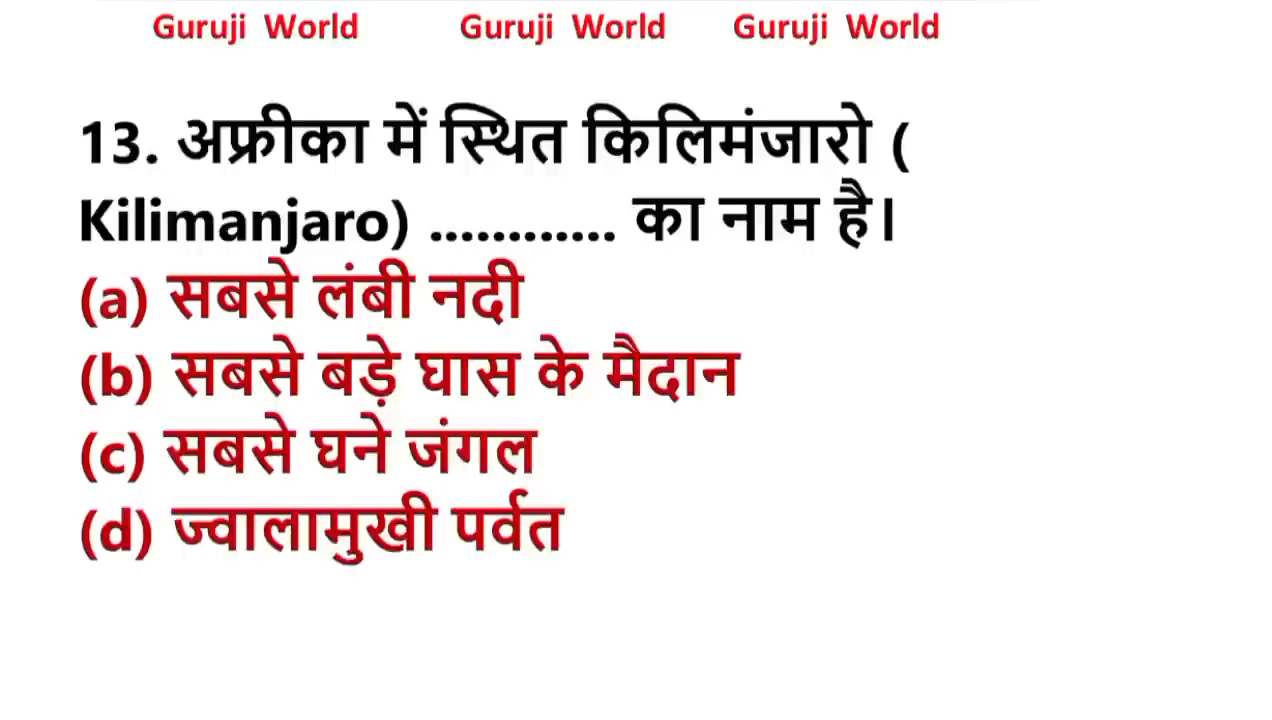 Guruji World Guruji World Guruji World
13. अफ्रीका में स्थित किलिमंजारो (
Kilimanjaro) ............ का नाम है।
(a) सबसे लंबी नदी
(b) सबसे बड़े घास के मैदान
(c) सबसे घने जंगल
(d) ज्वालामुखी पर्वत